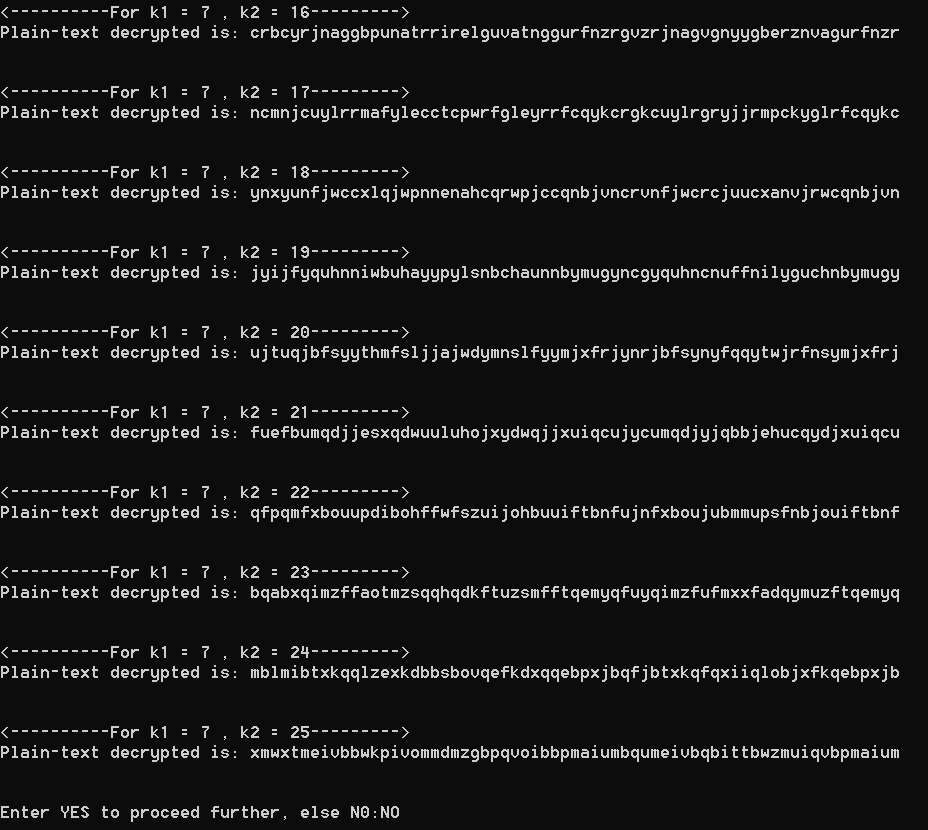 <----------For k1 = 7 , k2 = 16--------->
Plain-text decrypted is: crbcyrjnaggbpunatrrirelguvatnggurfnzrgvzrjnagvgnyygberznvagurfnzr
<----------For k1 = 7 , k2 = 17--------->
Plain-text decrypted is: ncmnjcuylrrmafylecctcpwrfgleyrrfcqykcrgkcuylrgryjjrmpckyglrfcqykc
<----------For k1 = 7 , k2 = 18--------->
Plain-text decrypted is: ynxyunfjwccxlqjwpnnenahcqrwpjccqnbjvncrvnfjwcrcjuucxanvjrwcqnbjvn
<----------For k1 = 7 , k2 = 19--------->
Plain-text decrypted is: jyijfyquhnniwbuhayypylsnbchaunnbymugyncgyquhncnuffnilyguchnbymugy
<----------For k1 = 7 , k2 = 20--------->
Plain-text decrypted is: ujtuqjbfsyythmfsljjajwdymnslfyymjxfrjynrjbfsynyfqqytwjrfnsymjxfrj
<----------For k1 = 7 , k2 = 21--------->
Plain-text decrypted is: fuefbumqdjjesxqdwuuluhojxydwqjjxuiqcujycumqdjyjqbbjehucqydjxuiqcu
<----------For k1 = 7 , k2 = 22--------->
Plain-text decrypted is: qfpqmfxbouupdibohffwfszuijohbuuiftbnfujnfxboujubmmupsfnbjouiftbnf
<----------For k1 = 7 , k2 = 23--------->
Plain-text decrypted is: bqabxqimzffaotmzsqqhqdkftuzsmfftqemyqfuyqimzfufmxxfadqymuzftqemyq
<----------For k1 = 7 , k2 = 24--------->
Plain-text decrypted is: mblmibtxkqqlzexkdbbsbovqefkdxqqebpxjbqfjbtxkqfqxiiqlobjxfkqebpxjb
<----------For k1 = 7 , k2 = 25--------->
Plain-text decrypted is: xmwxtmeivbbwkpivommdmzgbpqvoibbpmaiumbqumeivbqbittbwzmuiqvbpmaium
Enter YES to proceed further, else N0:NO